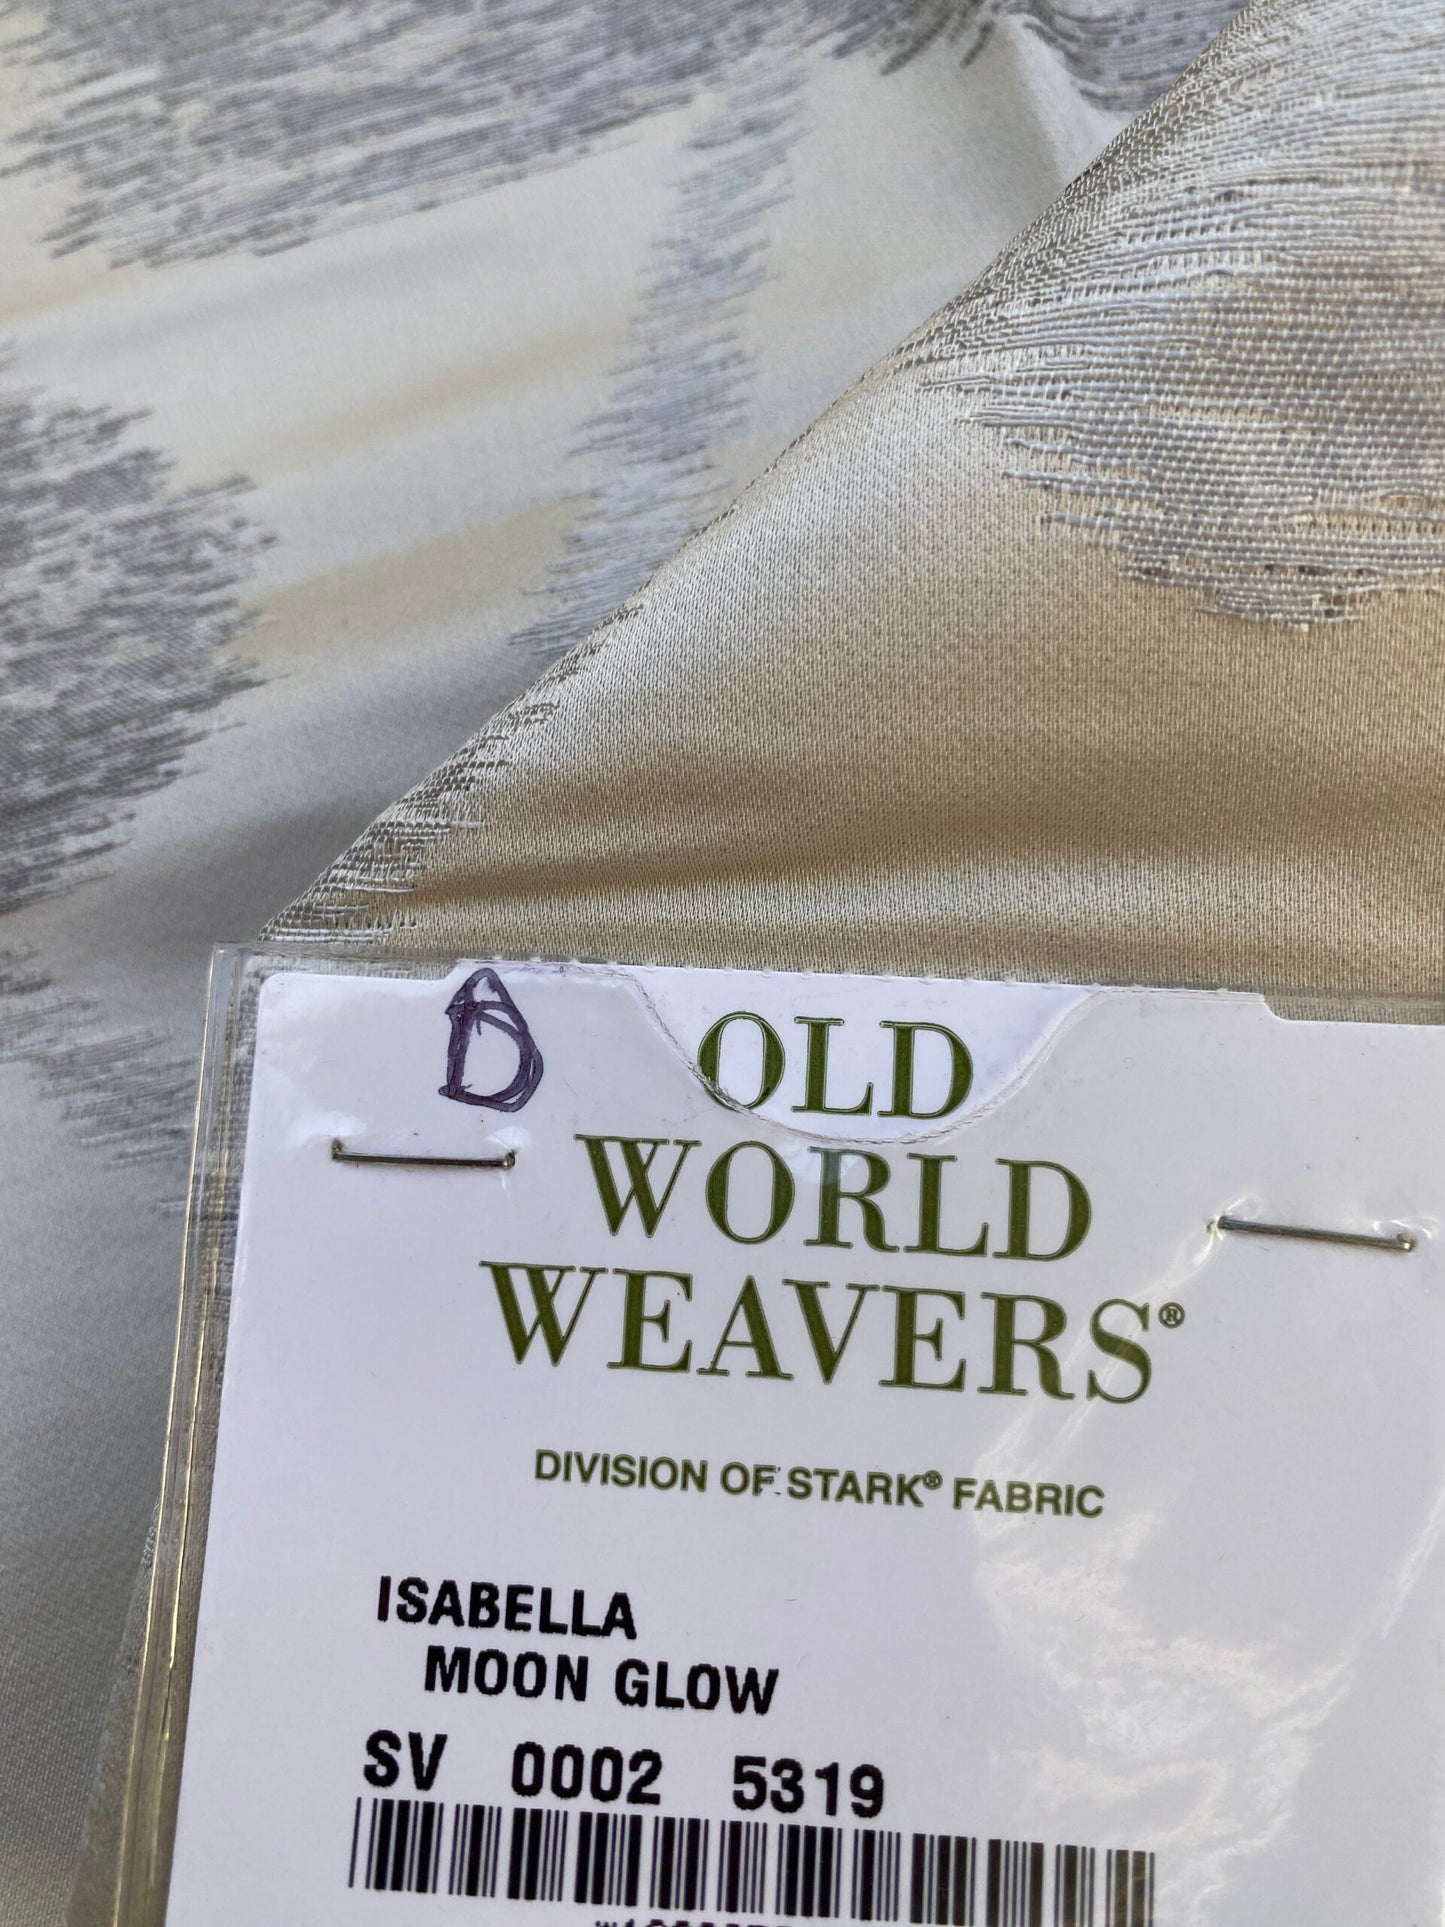 D
OLD
WORLD
WEAVERS®
DIVISION OF STARK® FABRIC
ISABELLA
MOON GLOW
SV 0002 5319